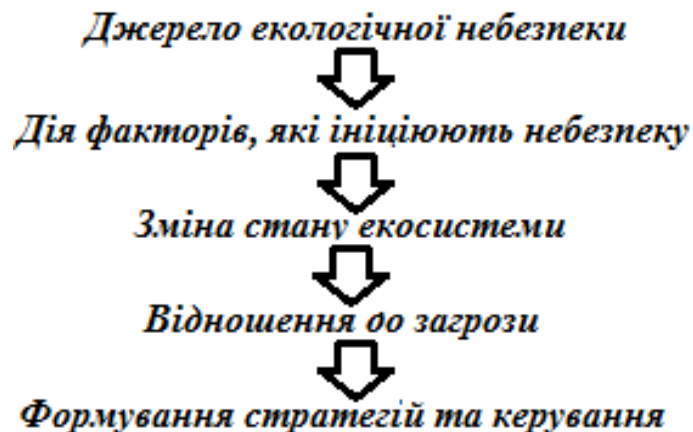 Джерело екологічної небезпеки
Дія факторів, які ініціюють небезпеку
Зміна стану екосистеми
Відношення до загрози
Формування стратегій та керування